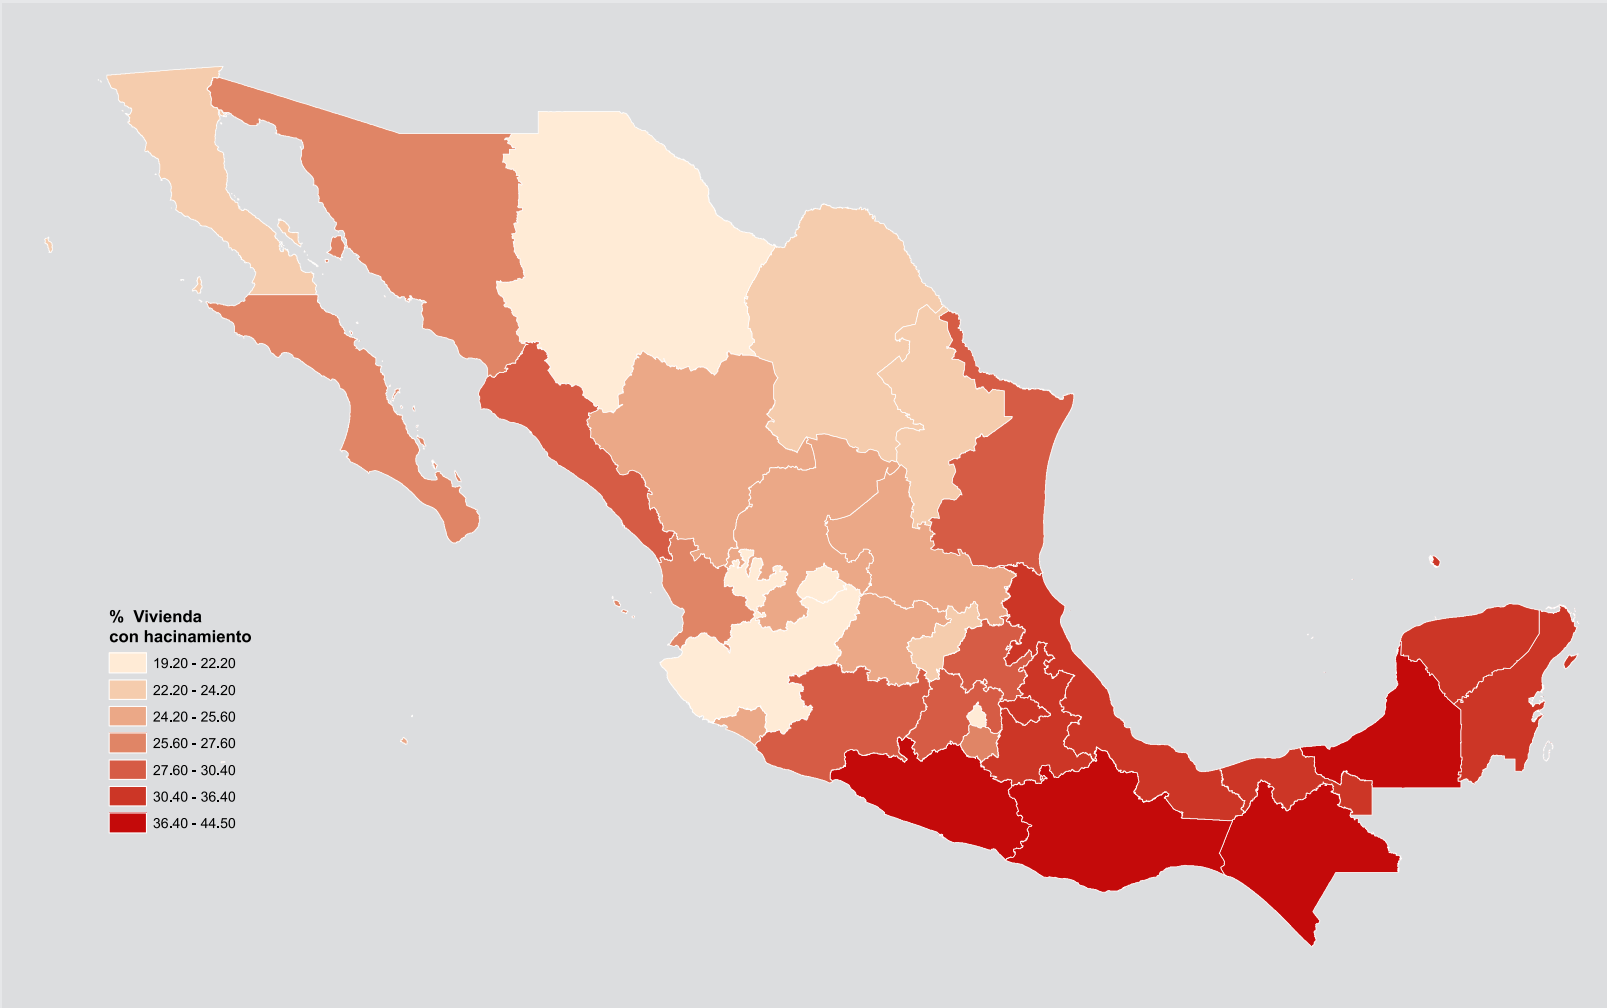 % Vivienda
con hacinamiento
19.20 - 22.20
22.20 - 24.20
24.20 - 25.60
25.60 - 27.60
27.60 - 30.40
30.40 - 36.40
36.40 - 44.50